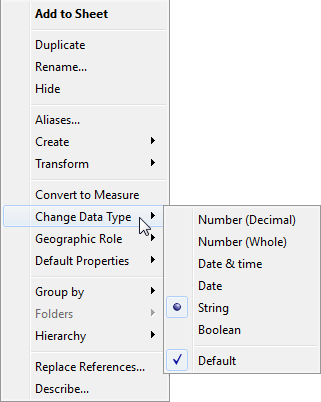 Add to Sheet
Duplicate
Rename...
Hide
Aliases...
Create
Transform
Convert to Measure
Change Data Type
Geographic Role
Default Properties
Group by
Folders
Hierarchy
Replace References...
Describe...
Number (Decimal)
Number (Whole)
Date & time
Date
String
Boolean
Default